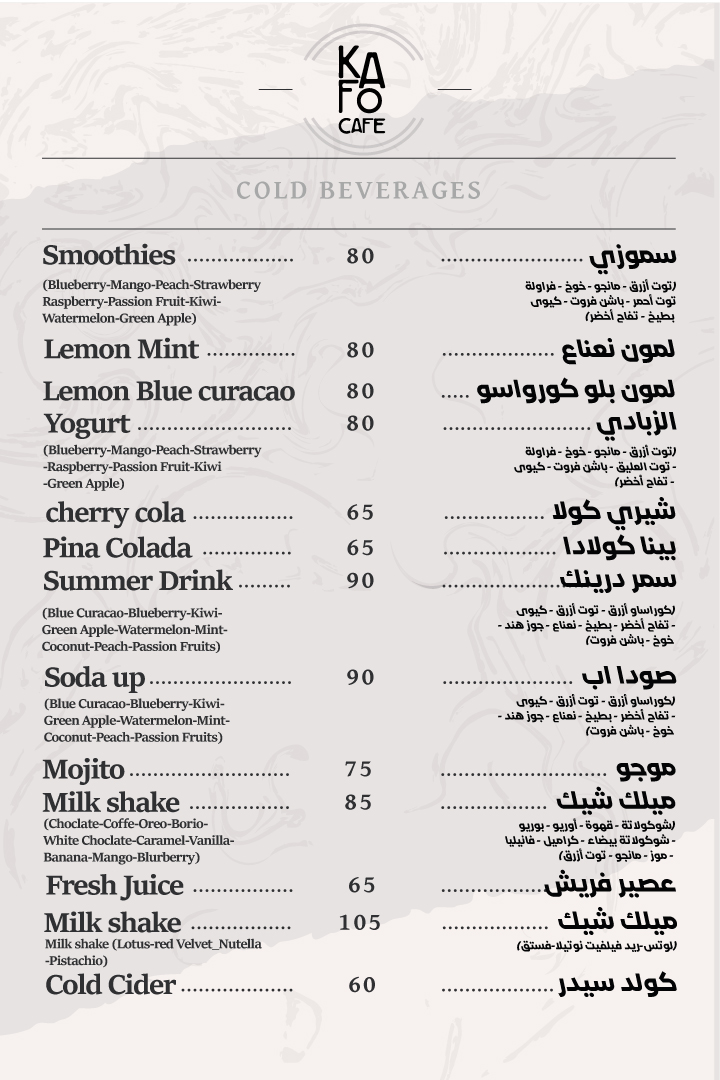 KA
FO
CAFE
COLD BEVERAGES
Smoothies ........................ 80 ........................ سموزي
(Blueberry-Mango-Peach-Strawberry (توت أزرق - مانجو - خوخ - فراولة
Raspberry-Passion Fruit-Kiwi- توت أحمر - باشن فروت - كيوى
Watermelon-Green Apple) بطيخ - تفاح أخضر)
Lemon Mint .................... 80 .................... لمون نعناع
Lemon Blue curacao 80 ..... لمون بلو كورواسو
Yogurt ............................ 80 ............................ الزبادي
(Blueberry-Mango-Peach-Strawberry (توت أزرق - مانجو - خوخ - فراولة
-Raspberry-Passion Fruit-Kiwi - توت العليق - باشن فروت - كيوى
-Green Apple) - تفاح أخضر)
cherry cola .................... 65 .................... شيري كولا
Pina Colada .................... 65 .................... بينا كولادا
Summer Drink ......... 90 ........................ سمر درينك
(Blue Curacao-Blueberry-Kiwi- (كوراساو أزرق - توت أزرق - كيوى
Green Apple-Watermelon-Mint- - تفاح أخضر - بطيخ - نعناع - جوز هند -
Coconut-Peach-Passion Fruits) خوخ - باشن فروت)
Soda up ......................... 90 ........................ صودا اب
(Blue Curacao-Blueberry-Kiwi- (كوراساو أزرق - توت أزرق - كيوى
Green Apple-Watermelon-Mint- - تفاح أخضر - بطيخ - نعناع - جوز هند -
Coconut-Peach-Passion Fruits) خوخ - باشن فروت)
Mojito ............................. 75 ............................. موجو
Milk shake .................... 85 .................... ميلك شيك
(Choclate-Coffe-Oreo-Borio- (شوكولاتة - قهوة - أوريو - بوريو
White Choclate-Caramel-Vanilla- - شوكولاتة بيضاء - كراميل - فانيليا
Banana-Mango-Blurberry) - موز - مانجو - توت أزرق)
Fresh Juice .................... 65 .................... عصير فريش
Milk shake .................... 105 .................... ميلك شيك
Milk shake (Lotus-red Velvet_Nutella (لوتس-ريد فيلفيت نوتيلا-فستق)
-Pistachio)
Cold Cider ...................... 60 ...................... كولد سيدر